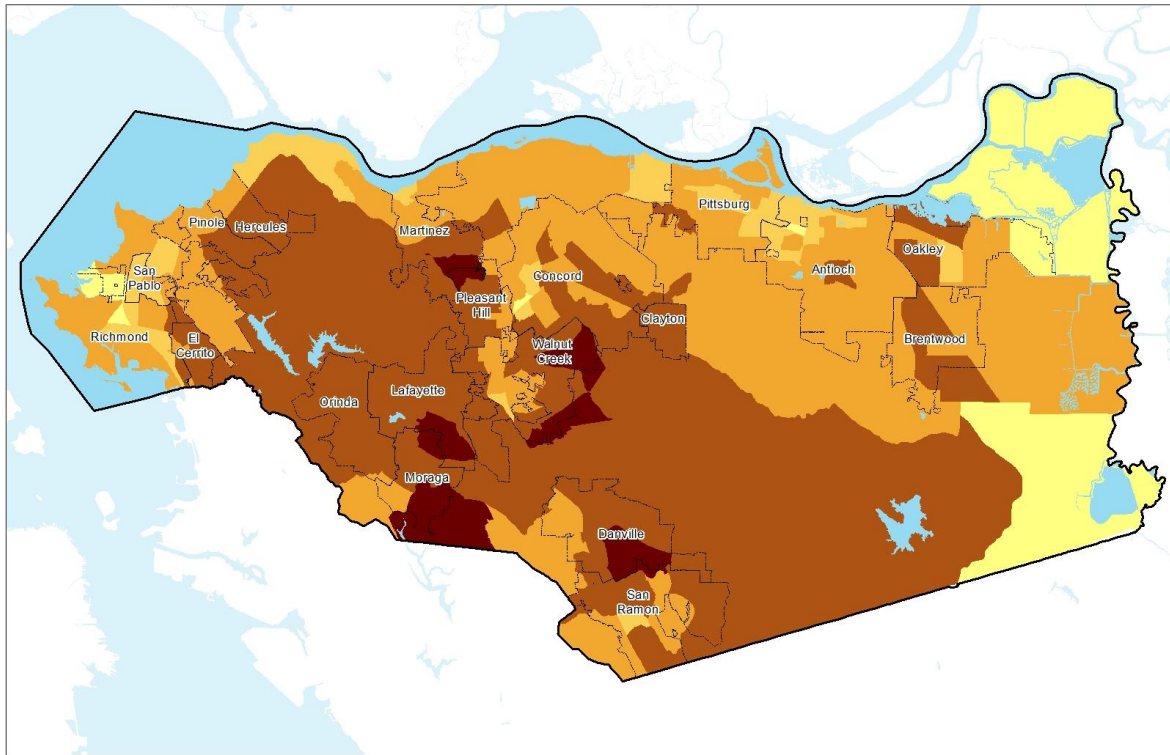 Pittsburg
Pinole
Hercules
Martinez
Oakley
San
Pablo
Concord
Antioch
Pleasant
Hill
Clayton
Richmond
El
Cerrito
Walnut
Creek
Brentwood
Orinda
Lafayette
Moraga
Danville
San
Ramon